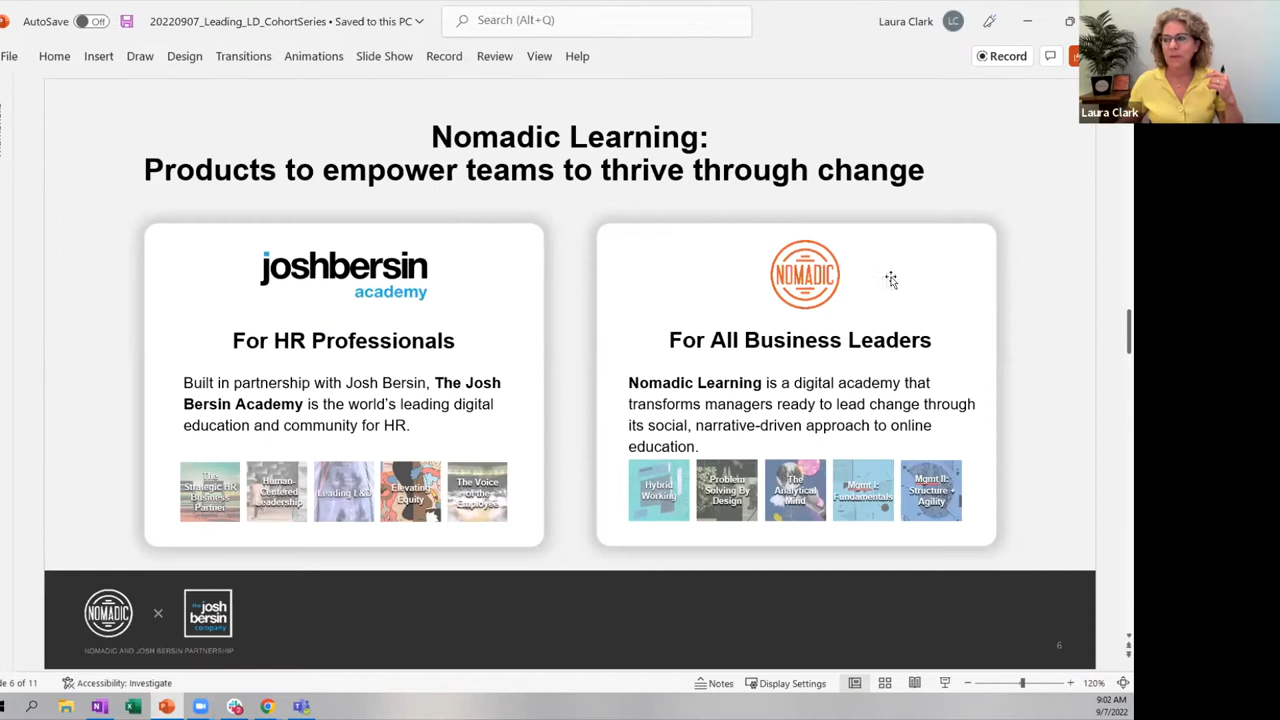 AutoSave
Off
20220907_Leading_LD_CohortSeries • Saved to this PC
Search (Alt+Q)
Laura Clark
LC
File
Home
Insert
Draw
Design
Transitions
Animations
Slide Show
Record
Review
View
Help
Record
Laura Clark
Nomadic Learning:
Products to empower teams to thrive through change
joshbersin
academy
For HR Professionals
Built in partnership with Josh Bersin, The Josh
Bersin Academy is the world's leading digital
education and community for HR.
The
Strategic HR
Business
Partner
Human-
Centered
Leadership
Leading L&D
Elevating
Equity
The Voice
of the
Employee
NOMADIC
For All Business Leaders
Nomadic Learning is a digital academy that
transforms managers ready to lead change through
its social, narrative-driven approach to online
education.
Hybrid
Working
Problem
Solving By
Design
The
Analytical
Mind
Mgmt I:
Fundamentals
Mgmt II:
Structure +
Agility
NOMADIC
×
the
josh
bersin
company
NOMADIC AND JOSH BERSIN PARTNERSHIP
6
de 6 of 11
Accessibility: Investigate
Notes
Display Settings
120%
9:02 AM
9/7/2022